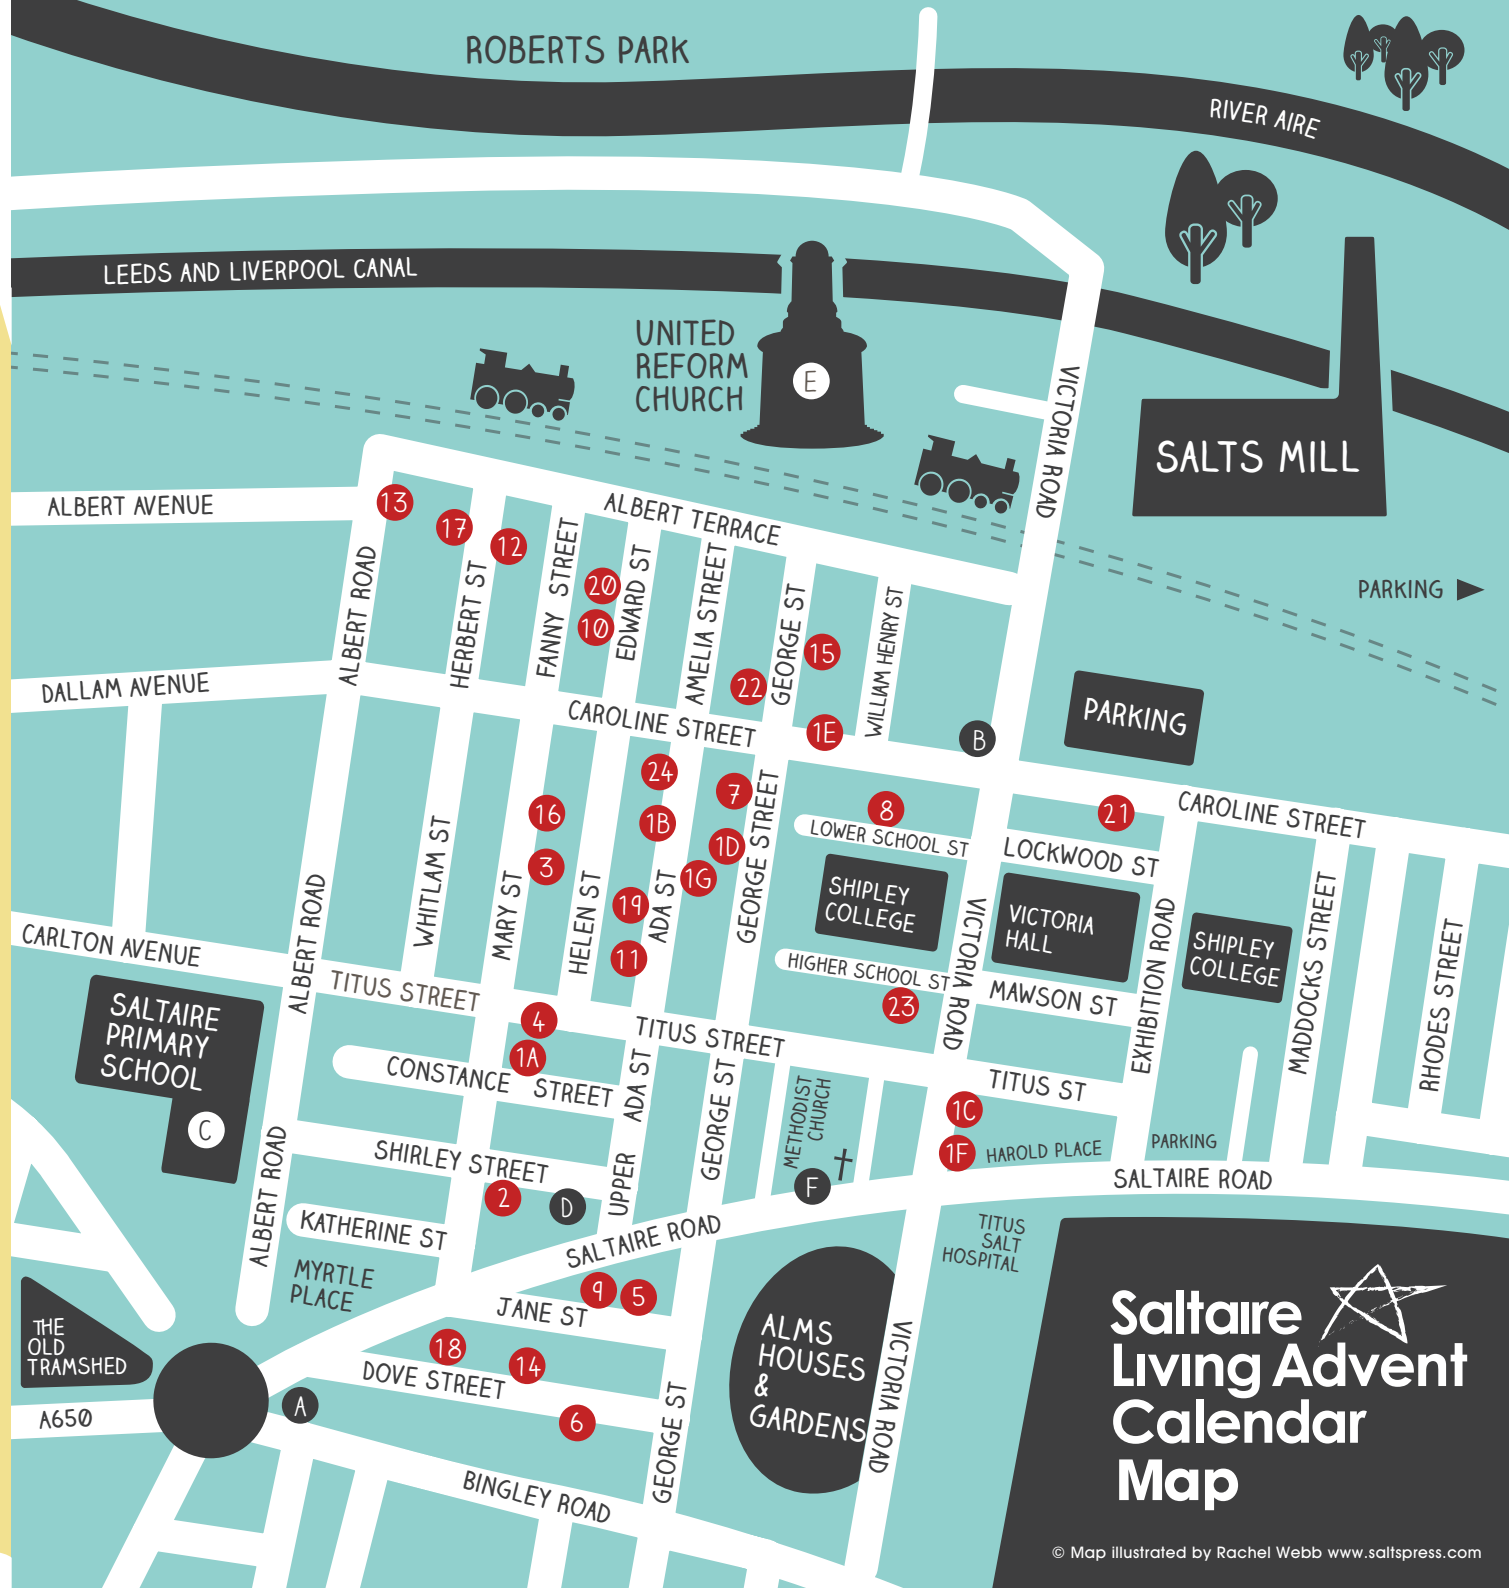 ROBERTS PARK
RIVER AIRE
LEEDS AND LIVERPOOL CANAL
UNITED
REFORM
CHURCH
E
VICTORIA ROAD
SALTS MILL
ALBERT AVENUE
13
17
12
ALBERT TERRACE
ALBERT ROAD
HERBERT ST
FANNY STREET
20
10
EDWARD ST
AMELIA STREET
GEORGE ST
15
WILLIAM HENRY ST
PARKING
22
DALLAM AVENUE
CAROLINE STREET
1E
B
PARKING
24
7
16
1B
3
1D
1G
8
LOWER SCHOOL ST
21
CAROLINE STREET
LOCKWOOD ST
WHITLAM ST
MARY ST
HELEN ST
19
11
ADA ST
GEORGE STREET
SHIPLEY
COLLEGE
VICTORIA ROAD
VICTORIA
HALL
EXHIBITION ROAD
SHIPLEY
COLLEGE
MADDOCKS STREET
RHODES STREET
CARLTON AVENUE
ALBERT ROAD
TITUS STREET
HIGHER SCHOOL ST
23
MAWSON ST
SALTAIRE
PRIMARY
SCHOOL
C
4
1A
TITUS STREET
CONSTANCE STREET
UPPER ADA ST
GEORGE ST
METHODIST
CHURCH
F
TITUS ST
1C
1F
HAROLD PLACE
PARKING
SALTAIRE ROAD
ALBERT ROAD
SHIRLEY STREET
2
D
KATHERINE ST
SALTAIRE ROAD
TITUS
SALT
HOSPITAL
MYRTLE
PLACE
9
5
JANE ST
THE
OLD
TRAMSHED
18
14
DOVE STREET
6
A650
A
GEORGE ST
BINGLEY ROAD
ALMS
HOUSES
&
GARDENS
VICTORIA ROAD
Saltaire
Living Advent
Calendar
Map
© Map illustrated by Rachel Webb www.saltspress.com